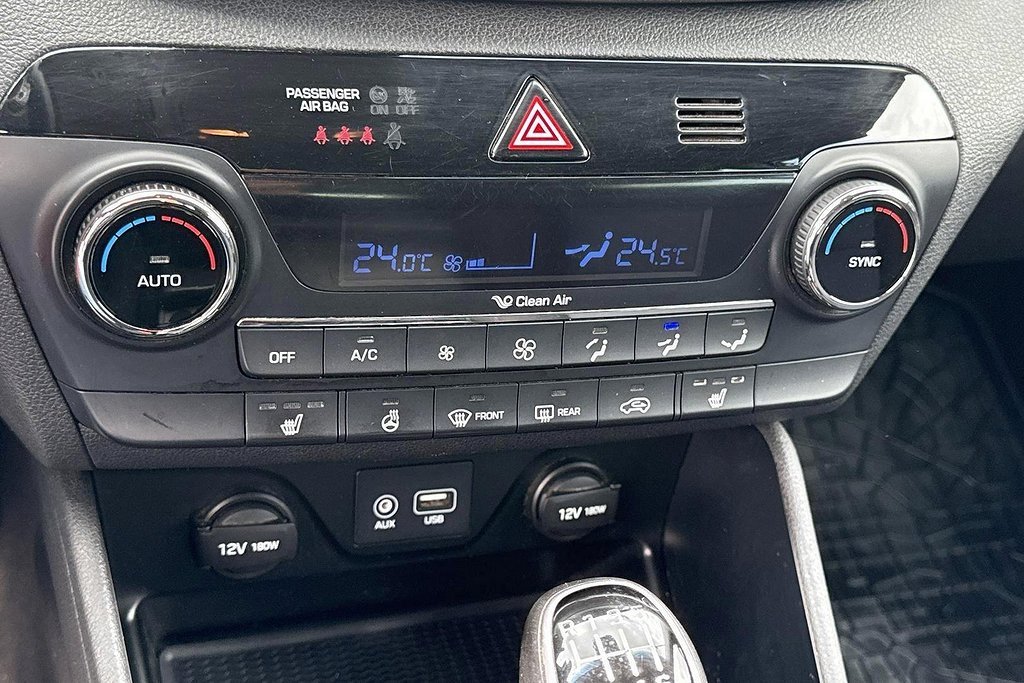 PASSENGER
AIR BAG ON OFF
24.0°C 24.5°C
AUTO
SYNC
Clean Air
OFF A/C
FRONT REAR
AUX USB
12V 180W
12V 180W
R 1